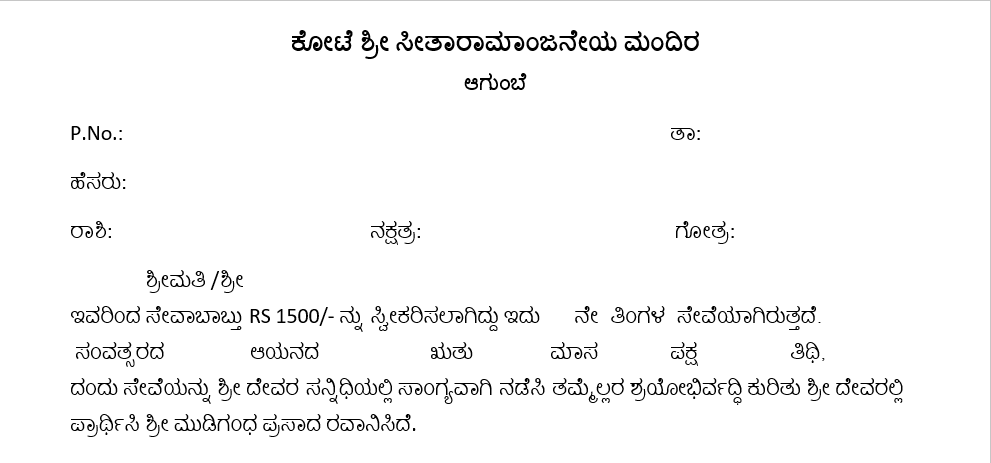 ಕೋಟೆ ಶ್ರೀ ಸೀತಾರಾಮಾಂಜನೇಯ ಮಂದಿರ
ಆಗುಂಬೆ
P.No.: ತಾ:
ಹೆಸರು:
ರಾಶಿ: ನಕ್ಷತ್ರ: ಗೋತ್ರ:
ಶ್ರೀಮತಿ /ಶ್ರೀ
ಇವರಿಂದ ಸೇವಾಬಾಬ್ತು RS 1500/- ನ್ನು ಸ್ವೀಕರಿಸಲಾಗಿದ್ದು ಇದು ನೇ ತಿಂಗಳ ಸೇವೆಯಾಗಿರುತ್ತದೆ.
ಸಂವತ್ಸರದ ಆಯನದ ಋತು ಮಾಸ ಪಕ್ಷ ತಿಥಿ,
ದಂದು ಸೇವೆಯನ್ನು ಶ್ರೀ ದೇವರ ಸನ್ನಿಧಿಯಲ್ಲಿ ಸಾಂಗ್ಯವಾಗಿ ನಡೆಸಿ ತಮ್ಮೆಲ್ಲರ ಶ್ರಯೋಭಿರ್ವದ್ಧಿ ಕುರಿತು ಶ್ರೀ ದೇವರಲ್ಲಿ
ಪ್ರಾರ್ಥಿಸಿ ಶ್ರೀ ಮುಡಿಗಂಧ ಪ್ರಸಾದ ರವಾನಿಸಿದೆ.